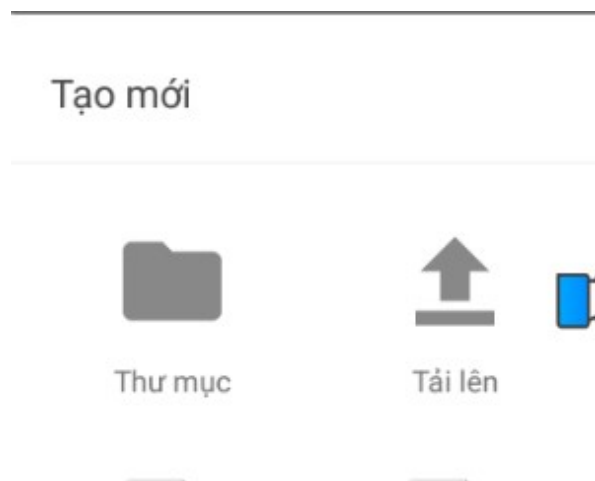 Tạo mới
Thư mục
Tải lên